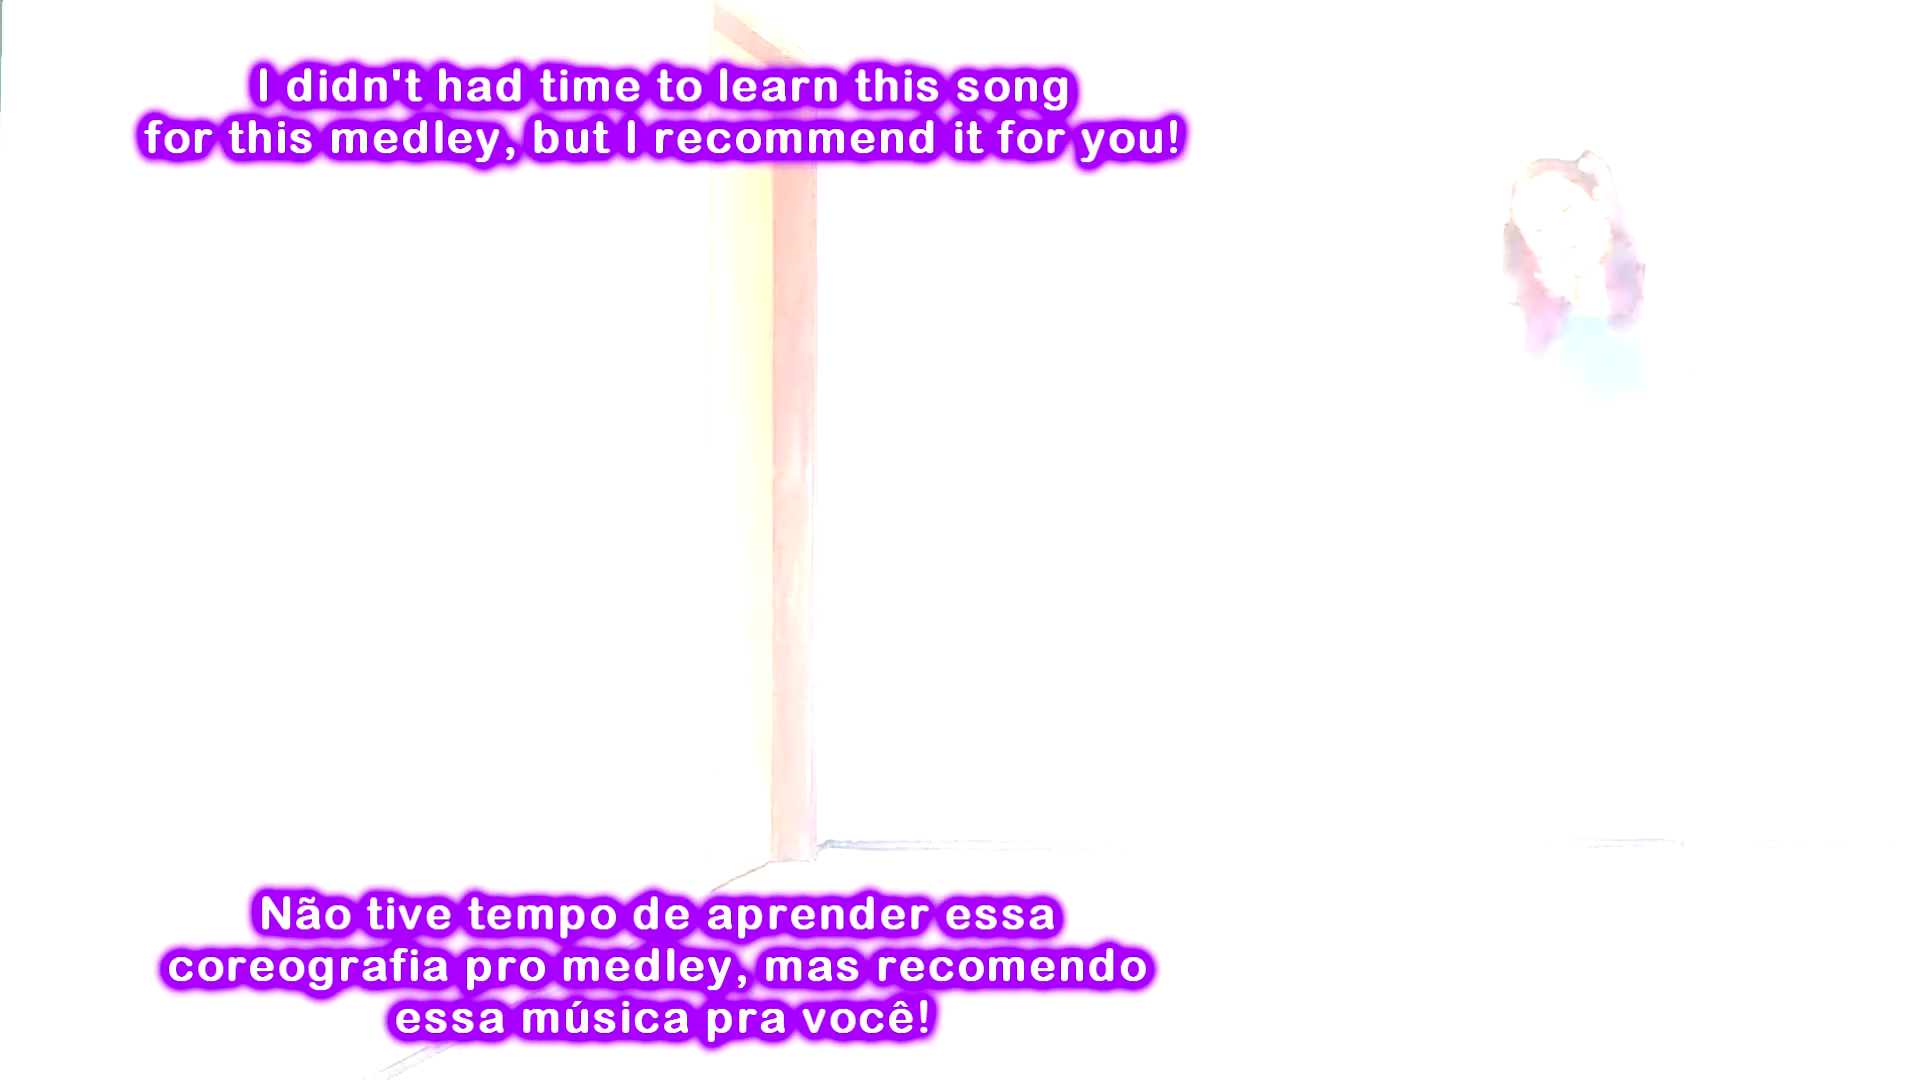 I didn't had time to learn this song
for this medley, but I recommend it for you!
Não tive tempo de aprender essa
coreografia pro medley, mas recomendo
essa música pra você!